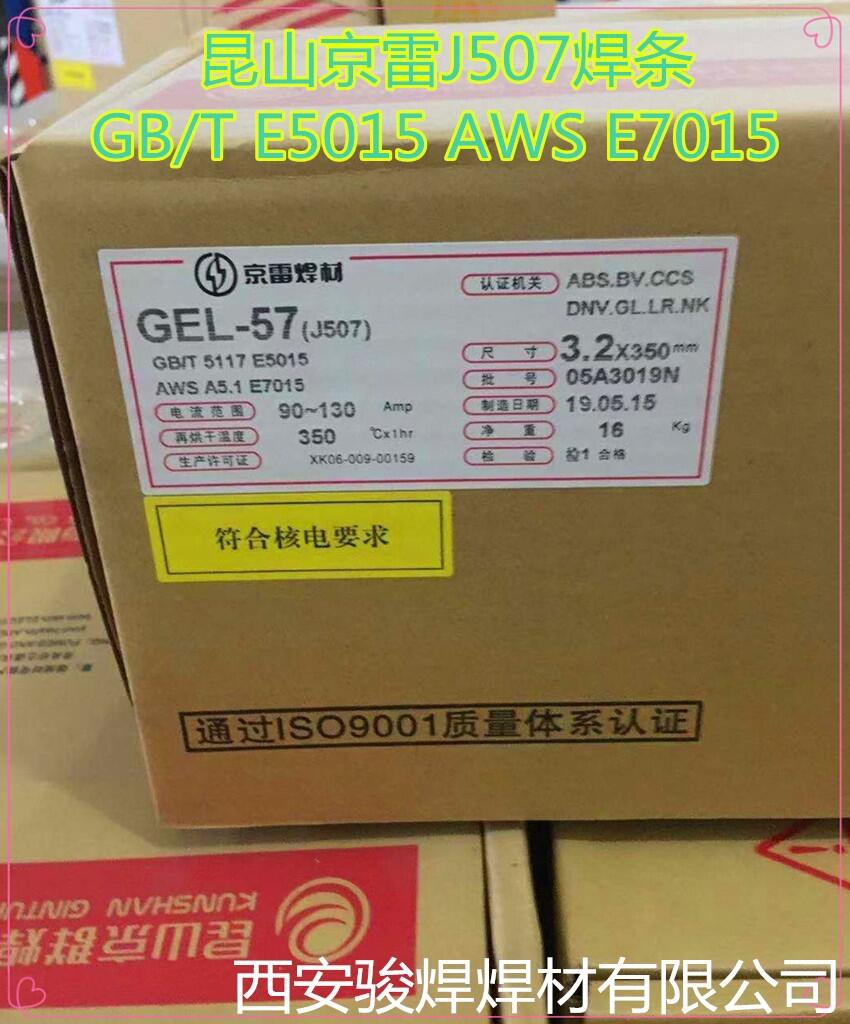 昆山京雷J507焊条
GB/T E5015 AWS E7015
京雷焊材
GEL-57(J507)
GB/T 5117 E5015
AWS A5.1 E7015
电流范围 90~130 Amp
再烘干温度 350 °Cx1hr
生产许可证 XK06-009-00159
认证机关 ABS.BV.CCS
DNV.GL.LR.NK
尺寸 3.2X350mm
批号 05A3019N
制造日期 19.05.15
净重 16 Kg
检验 检1 合格
符合核电要求
通过ISO9001质量体系认证
KUNSHAN GINTUN
昆山京群焊
西安骏焊焊材有限公司